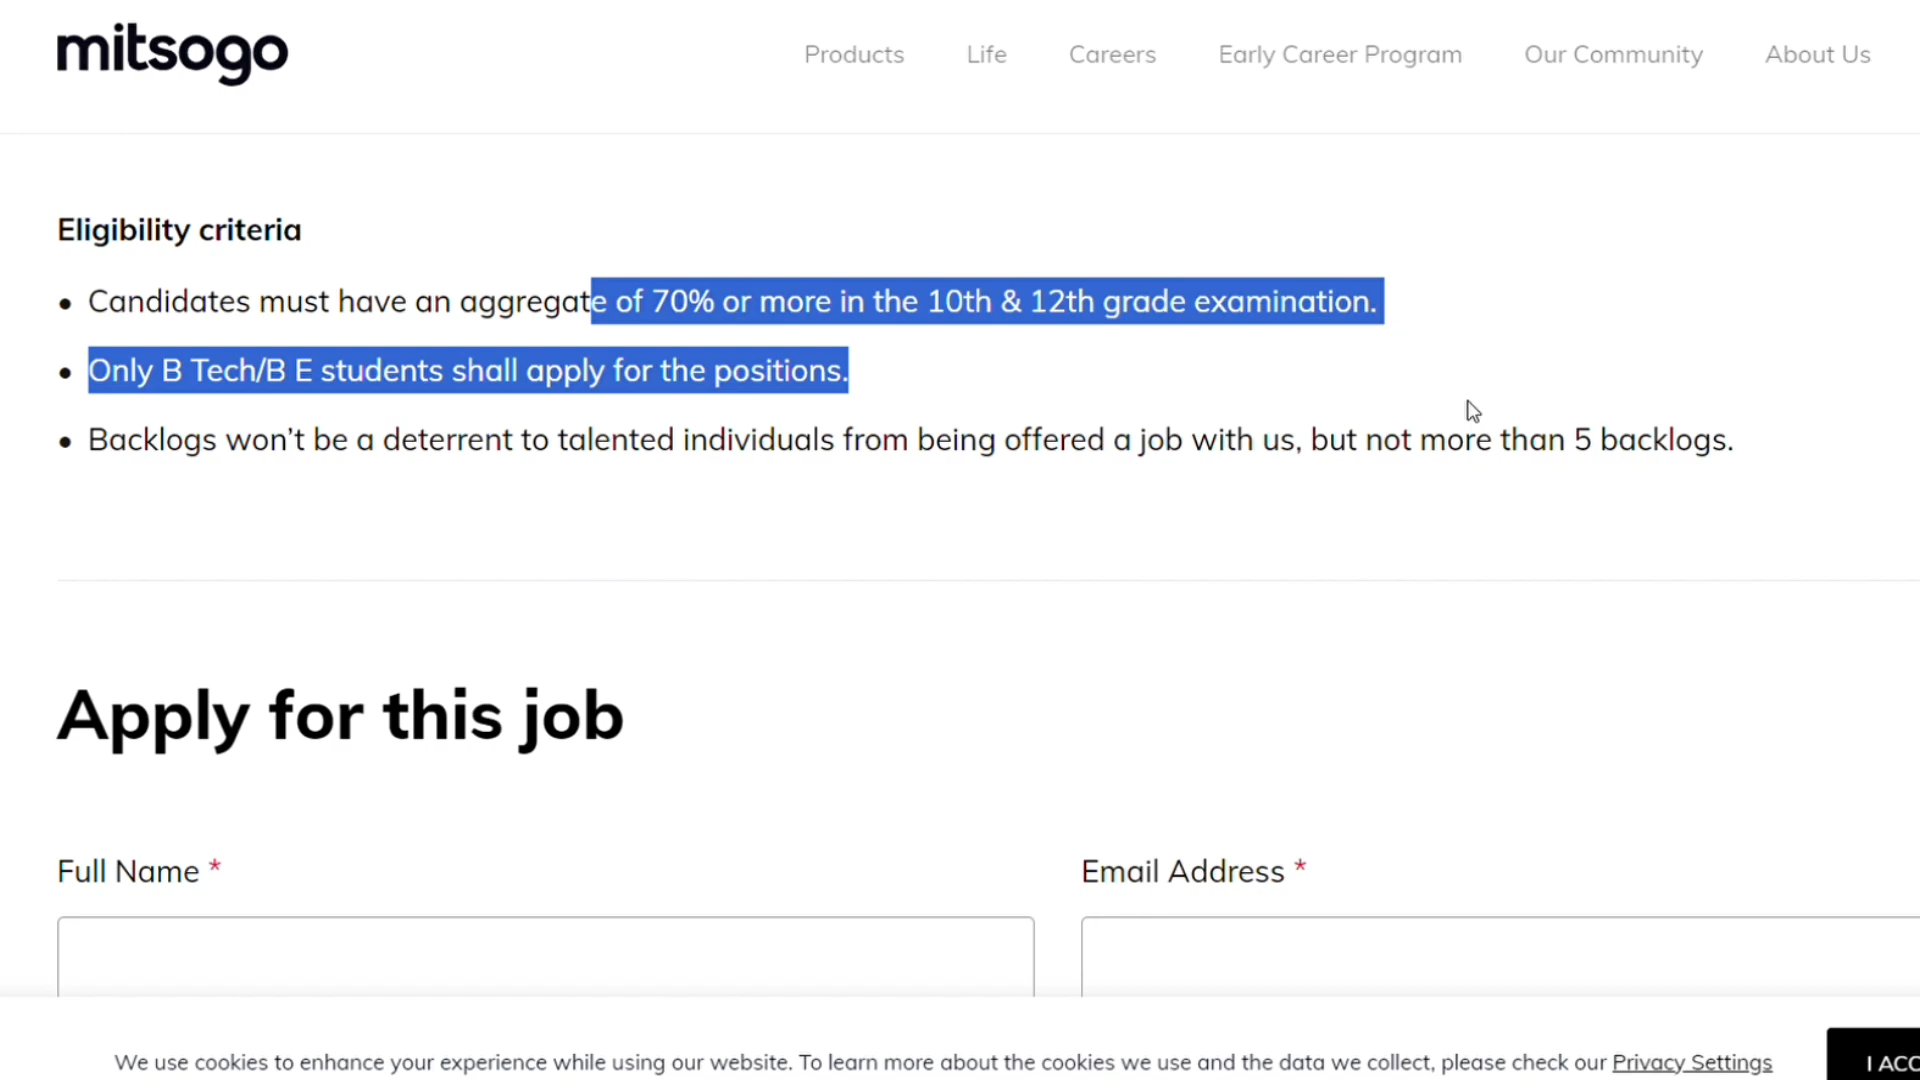 mitsogo
Products Life Careers Early Career Program Our Community About Us
Eligibility criteria
• Candidates must have an aggregate of 70% or more in the 10th & 12th grade examination.
• Only B Tech/B E students shall apply for the positions.
• Backlogs won't be a deterrent to talented individuals from being offered a job with us, but not more than 5 backlogs.
Apply for this job
Full Name * Email Address *
We use cookies to enhance your experience while using our website. To learn more about the cookies we use and the data we collect, please check our Privacy Settings
I ACC